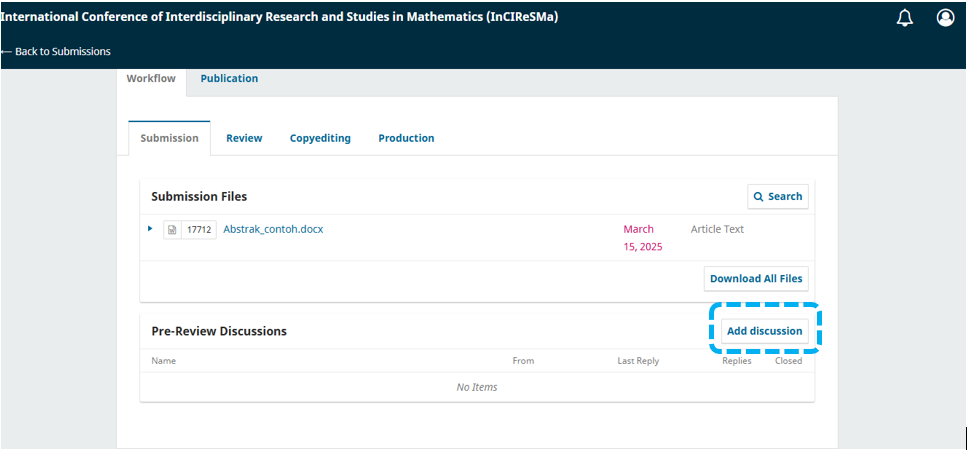 International Conference of Interdisciplinary Research and Studies in Mathematics (InCIReSMa)
← Back to Submissions
Workflow Publication
Submission Review Copyediting Production
Submission Files Search
17712 Abstrak_contoh.docx March 15, 2025 Article Text
Download All Files
Pre-Review Discussions Add discussion
Name From Last Reply Replies Closed
No Items